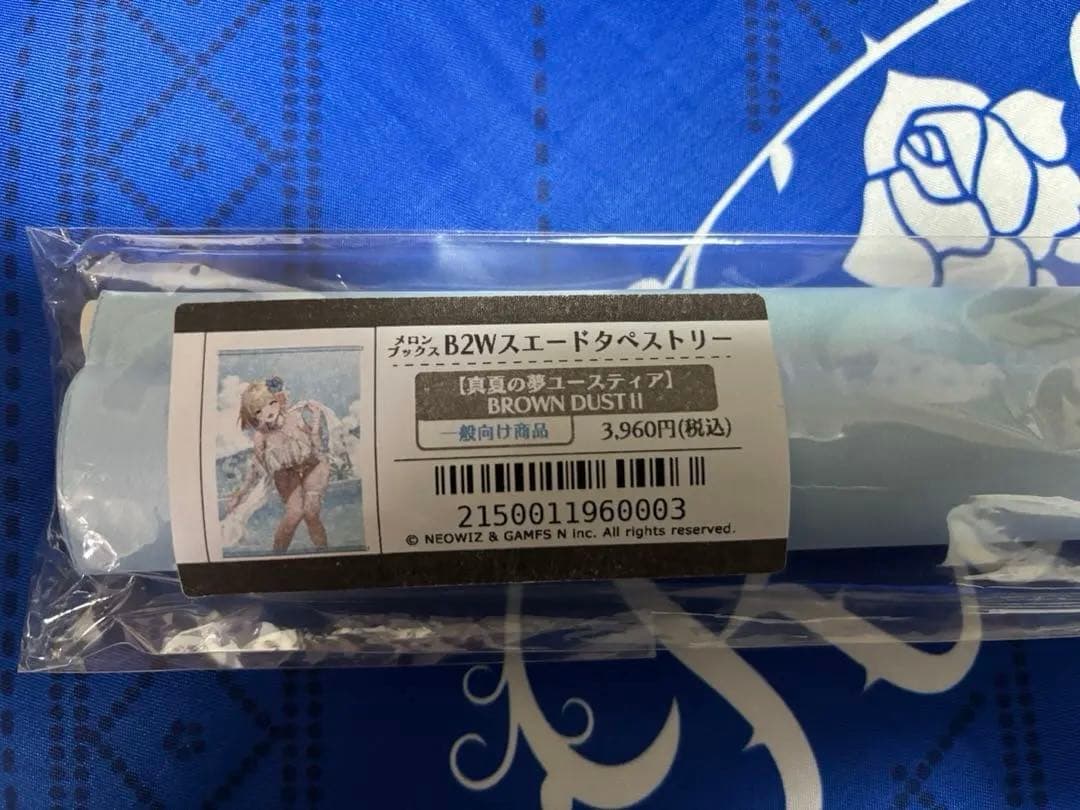 メロンブックス B2Wスエードタペストリー
【真夏の夢ユースティア】
BROWN DUST II
一般向け商品 3,960円(税込)
2150011960003
© NEOWIZ & GAMFS N inc. All rights reserved.